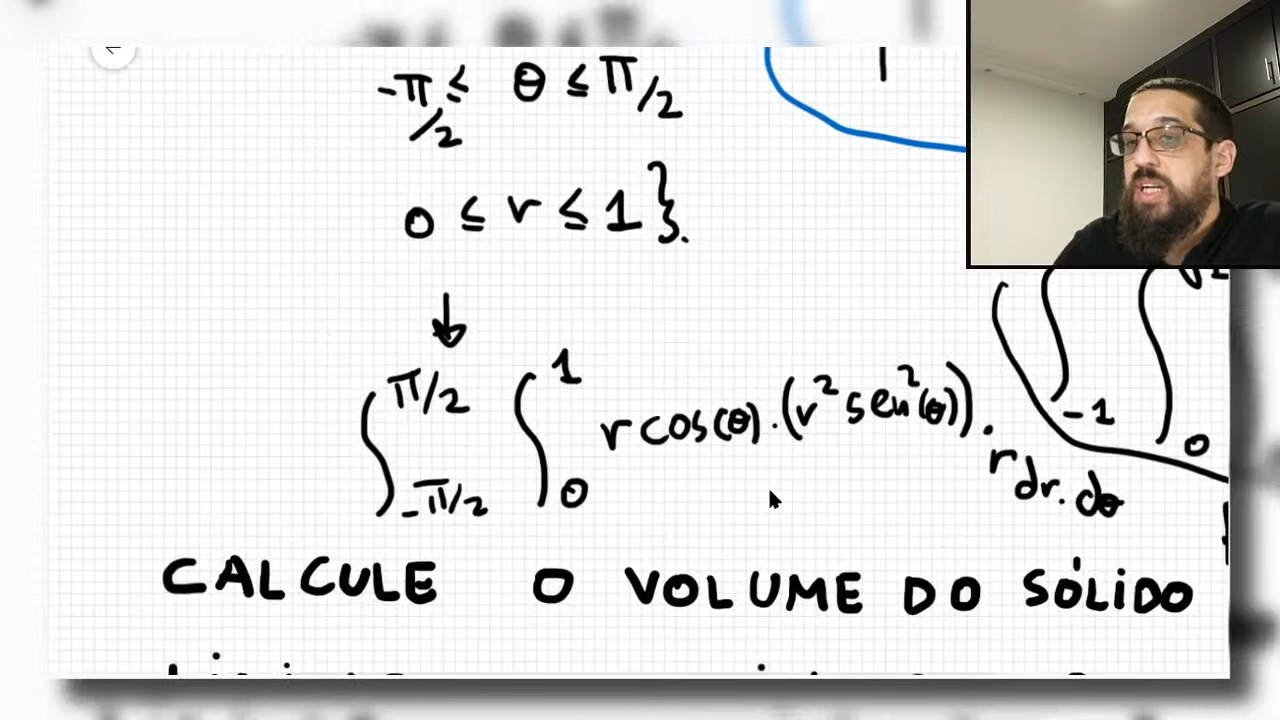 -π/2 ≤ θ ≤ π/2
0 ≤ r ≤ 1}.
↓
∫_{-π/2}^{π/2} ∫_0^1 r cos(θ).(r² sen²(θ)). r dr.dθ
-1
0
CALCULE O VOLUME DO SÓLIDO